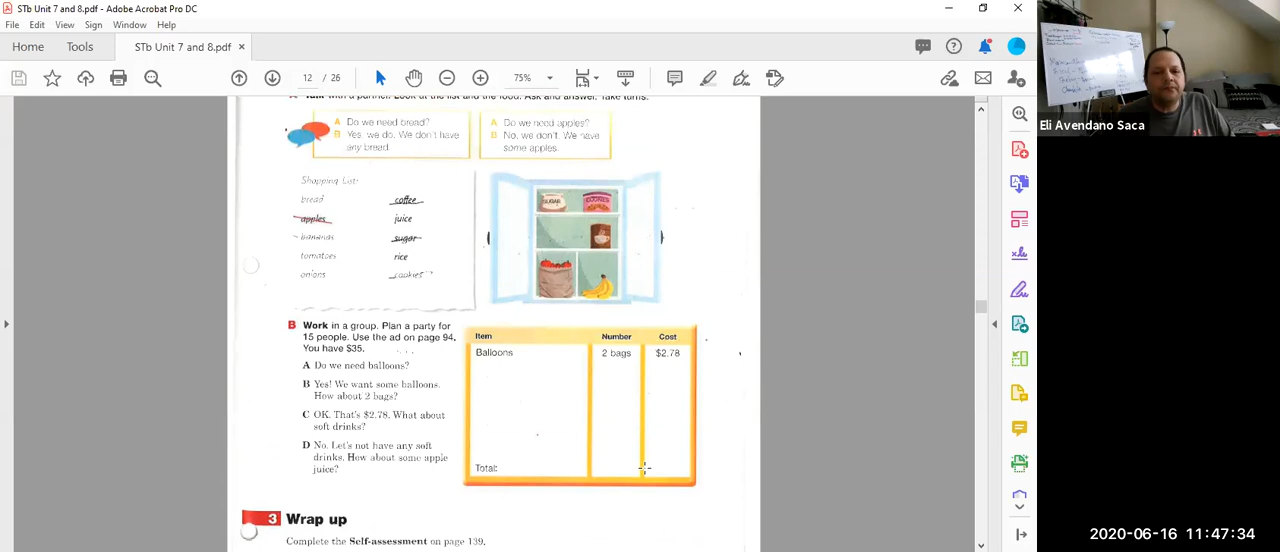 STb Unit 7 and 8.pdf - Adobe Acrobat Pro DC
File Edit View Sign Window Help
Home Tools STb Unit 7 and 8.pdf ×
12 / 26 75%
A Do we need bread?
B Yes, we do. We don't have
any bread.
A Do we need apples?
B No, we don't. We have
some apples.
Shopping List:
bread coffee
apples juice
bananas sugar
tomatoes rice
onions cookies
SUGAR COOKIES
B Work in a group. Plan a party for
15 people. Use the ad on page 94.
You have $35.
A Do we need balloons?
B Yes! We want some balloons.
How about 2 bags?
C OK. That's $2.78. What about
soft drinks?
D No. Let's not have any soft
drinks. How about some apple
juice?
Item Number Cost
Balloons 2 bags $2.78
Total:
3 Wrap up
Complete the Self-assessment on page 139.
Eli Avendano Saca
2020-06-16 11:47:34